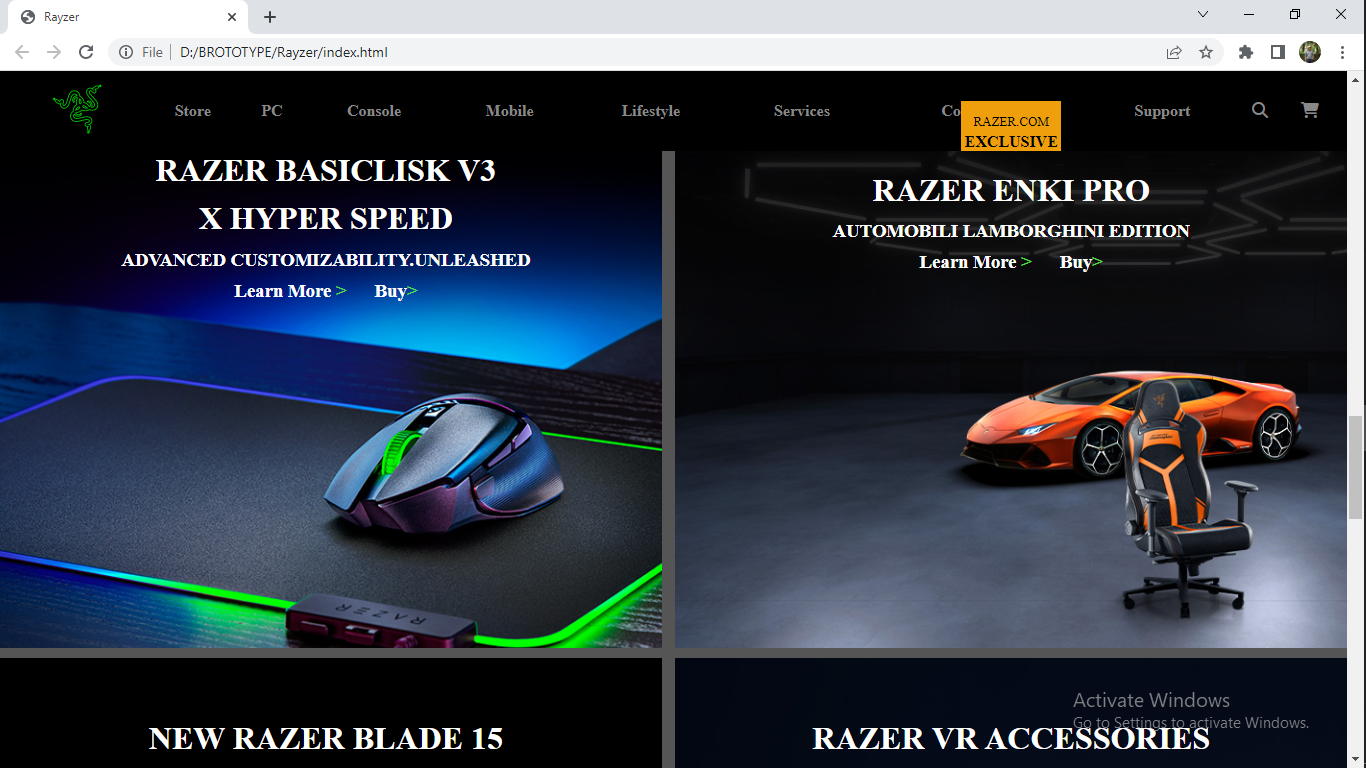 Rayzer
File D:/BROTOTYPE/Rayzer/index.html
Store PC Console Mobile Lifestyle Services Co Support
RAZER.COM
EXCLUSIVE
RAZER BASICLISK V3
X HYPER SPEED
ADVANCED CUSTOMIZABILITY.UNLEASHED
Learn More > Buy>
RAZER ENKI PRO
AUTOMOBILI LAMBORGHINI EDITION
Learn More > Buy>
RAZER
NEW RAZER BLADE 15
RAZER VR ACCESSORIES
Activate Windows
Go to Settings to activate Windows.